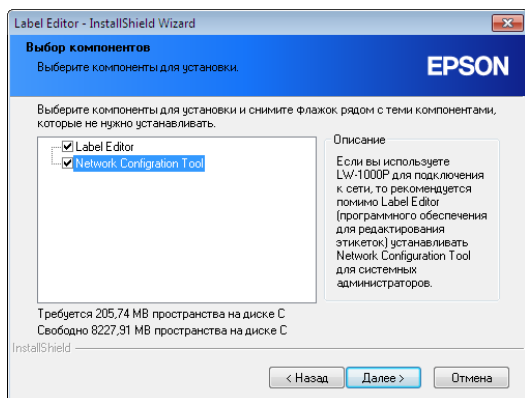 Label Editor - InstallShield Wizard
Выбор компонентов
Выберите компоненты для установки.
EPSON
Выберите компоненты для установки и снимите флажок рядом с теми компонентами,
которые не нужно устанавливать.
Label Editor
Network Configration Tool
Описание
Если вы используете
LW-1000P для подключения
к сети, то рекомендуется
помимо Label Editor
(программного обеспечения
для редактирования
этикеток) устанавливать
Network Configuration Tool
для системных
администраторов.
Требуется 205,74 MB пространства на диске C
Свободно 8227,91 MB пространства на диске C
InstallShield
< Назад
Далее >
Отмена